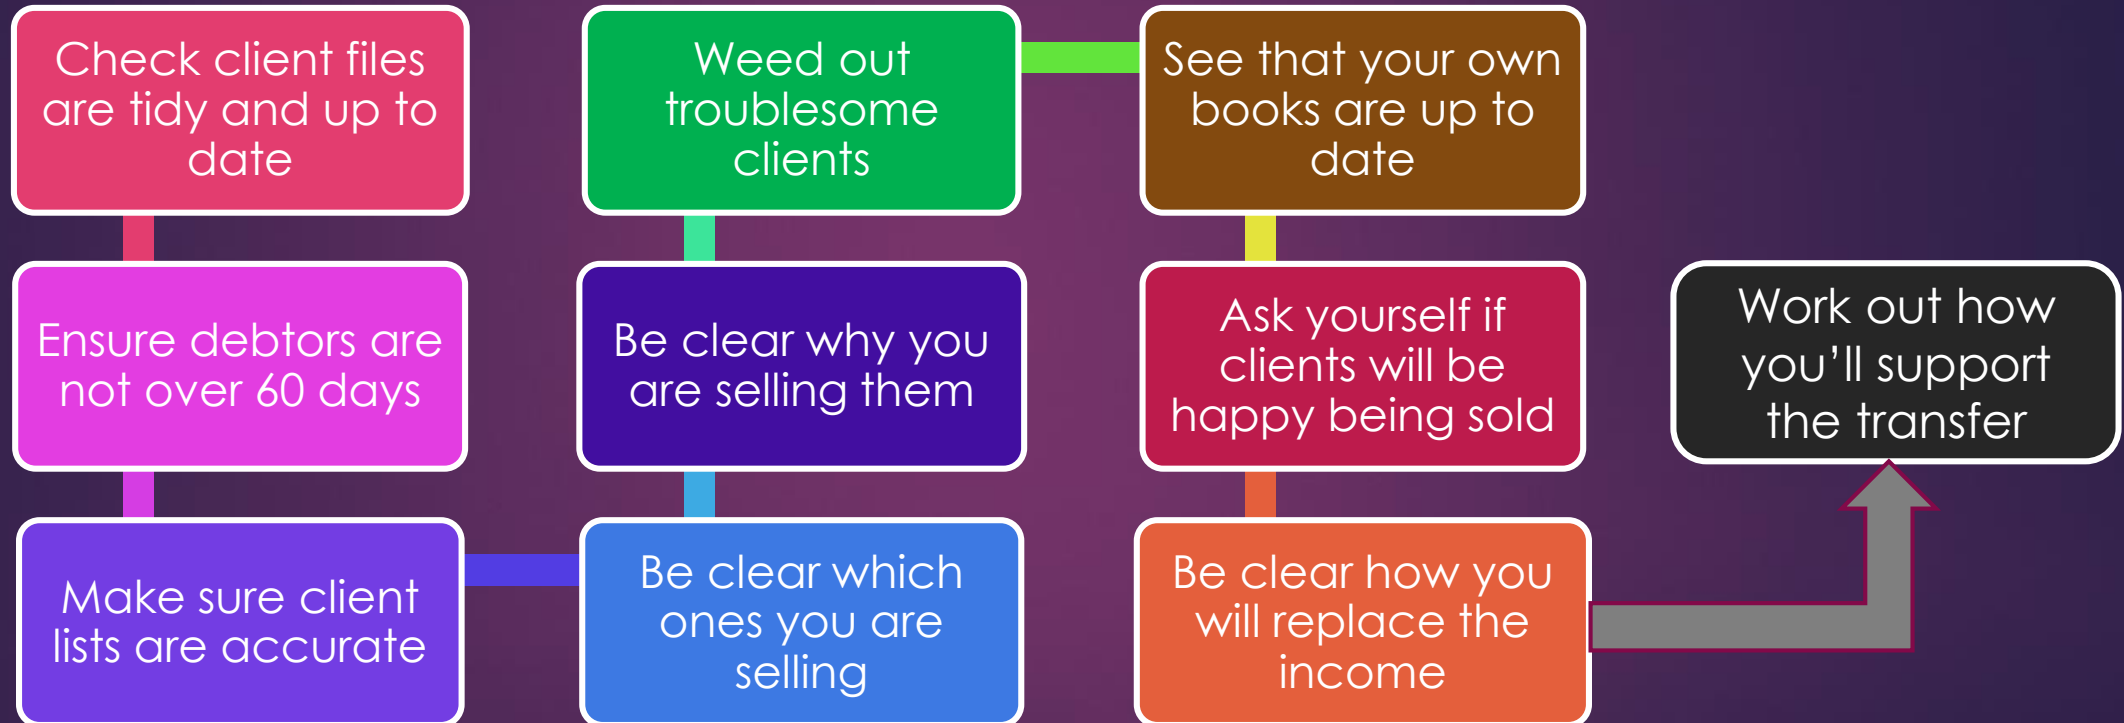 Check client files
are tidy and up to
date
Ensure debtors are
not over 60 days
Make sure client
lists are accurate
Be clear which
ones you are
selling
Be clear why you
are selling them
Weed out
troublesome
clients
See that your own
books are up to
date
Ask yourself if
clients will be
happy being sold
Be clear how you
will replace the
income
Work out how
you’ll support
the transfer